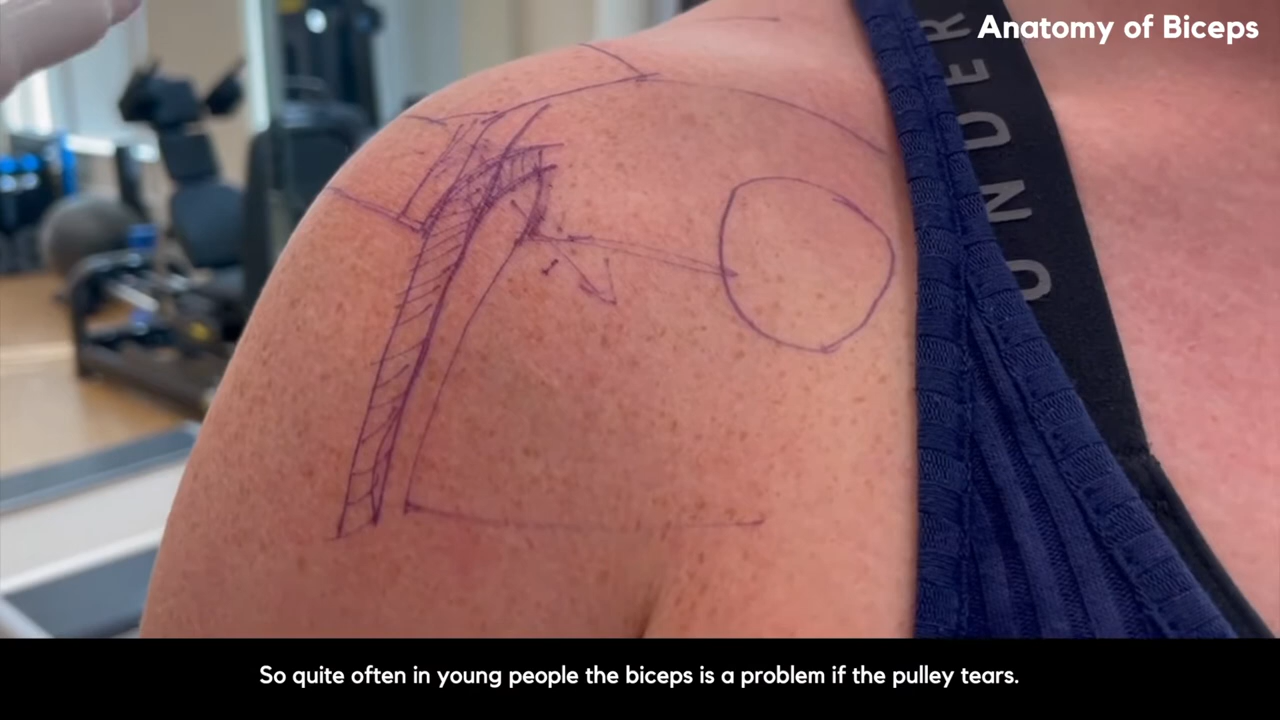 Anatomy of Biceps
UNDER
So quite often in young people the biceps is a problem if the pulley tears.